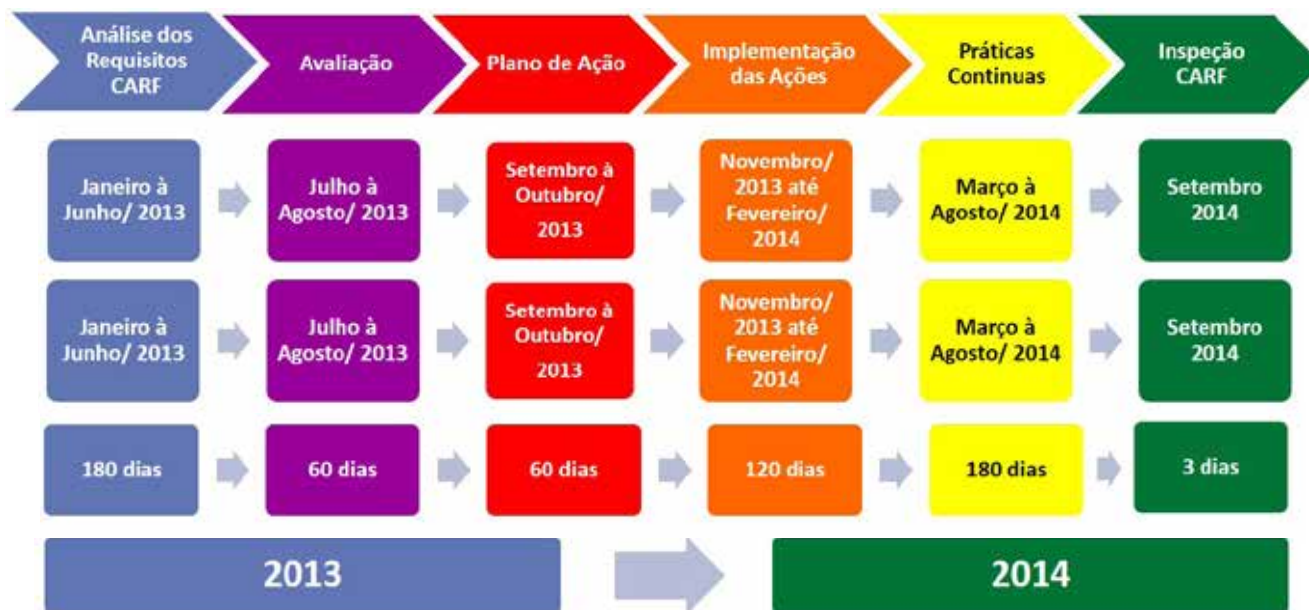 Análise dos
Requisitos
CARF
Avaliação
Plano de Ação
Implementação
das Ações
Práticas
Continuas
Inspeção
CARF
Janeiro à
Junho/ 2013
Julho à
Agosto/ 2013
Setembro à
Outubro/
2013
Novembro/
2013 até
Fevereiro/
2014
Março à
Agosto/ 2014
Setembro
2014
Janeiro à
Junho/ 2013
Julho à
Agosto/ 2013
Setembro à
Outubro/
2013
Novembro/
2013 até
Fevereiro/
2014
Março à
Agosto/ 2014
Setembro
2014
180 dias
60 dias
60 dias
120 dias
180 dias
3 dias
2013
2014